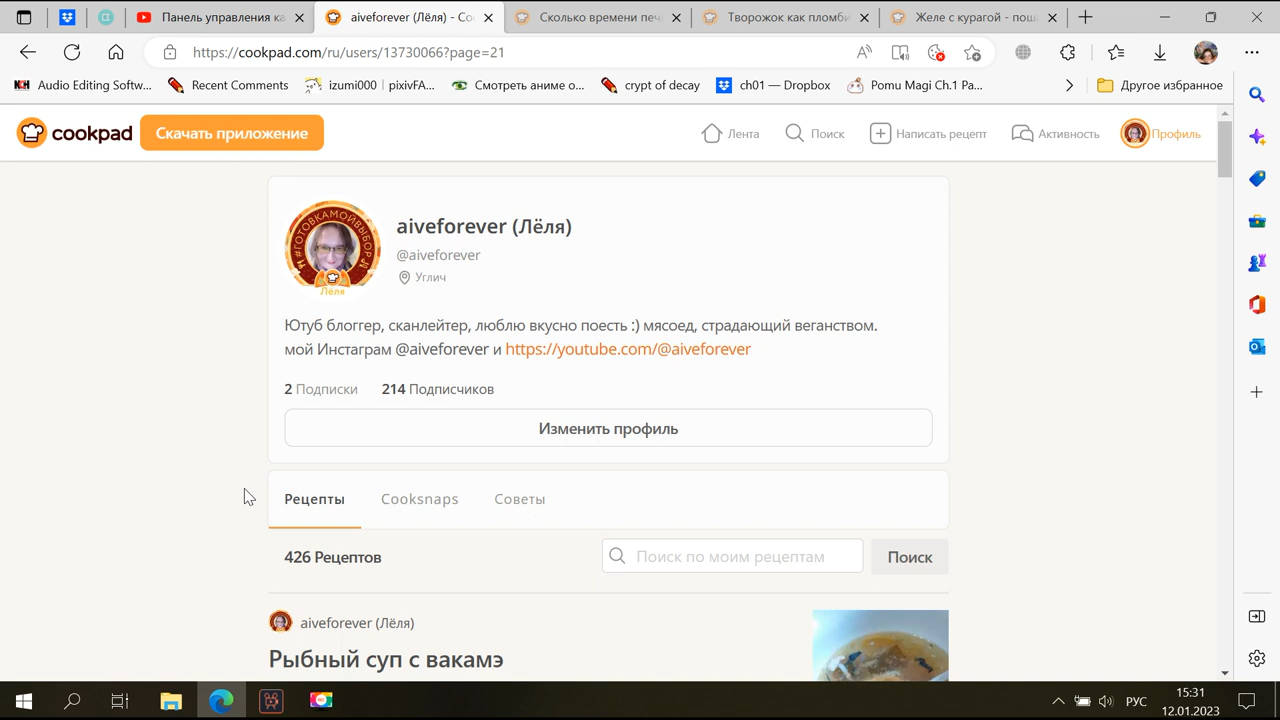 Панель управления ка
aiveforever (Лёля) - Co
Сколько времени печ
Творожок как пломби
Желе с курагой - пош
https://cookpad.com/ru/users/13730066?page=21
Audio Editing Softw...
Recent Comments
izumi000 | pixivFA...
Смотреть аниме о...
crypt of decay
ch01 — Dropbox
Pomu Magi Ch.1 Pa...
Другое избранное
cookpad
Скачать приложение
Лента
Поиск
Написать рецепт
Активность
Профиль
#ГОТОВКАМОЙВЫБОР
Лёля
aiveforever (Лёля)
@aiveforever
Углич
Ютуб блоггер, сканлейтер, люблю вкусно поесть :) мясоед, страдающий веганством.
мой Инстаграм @aiveforever и https://youtube.com/@aiveforever
2 Подписки 214 Подписчиков
Изменить профиль
Рецепты Cooksnaps Советы
426 Рецептов
Поиск по моим рецептам
Поиск
aiveforever (Лёля)
Рыбный суп с вакамэ
РУС
15:31
12.01.2023